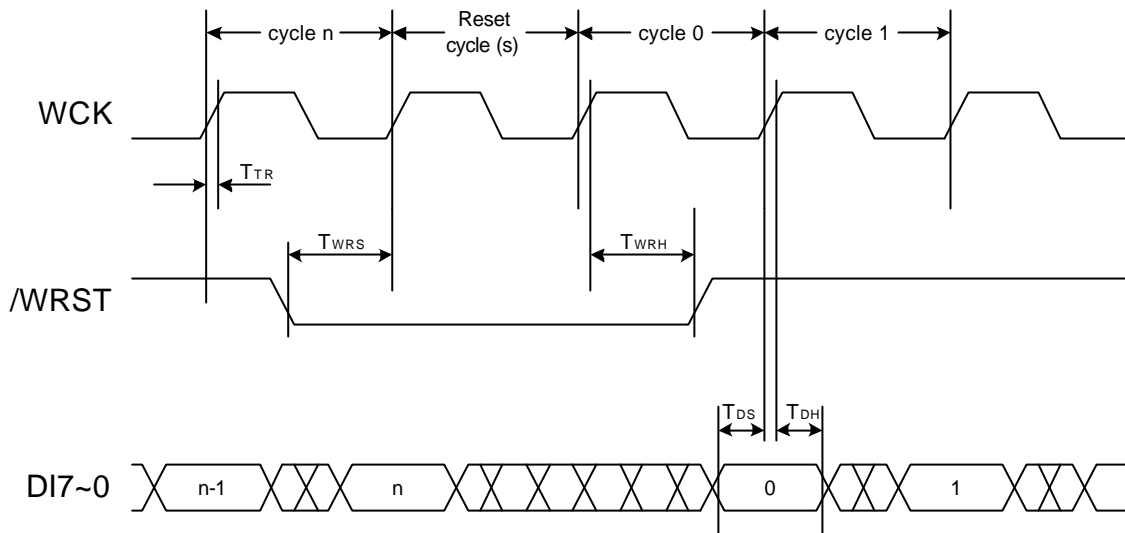 cycle n
Reset
cycle (s)
cycle 0
cycle 1
WCK
TTR
TWRS
TWRH
/WRST
TDS
TDH
DI7~0
n-1
n
0
1